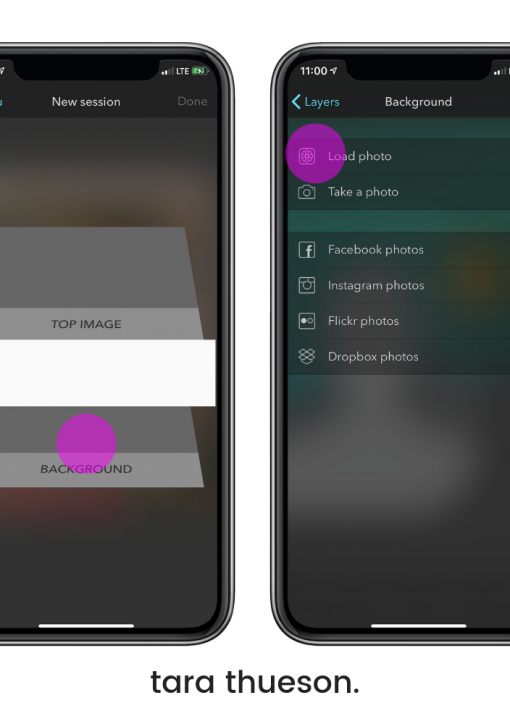 LTE
New session
Done
TOP IMAGE
BACKGROUND
11:00
Layers
Background
Load photo
Take a photo
Facebook photos
Instagram photos
Flickr photos
Dropbox photos
tara thueson.